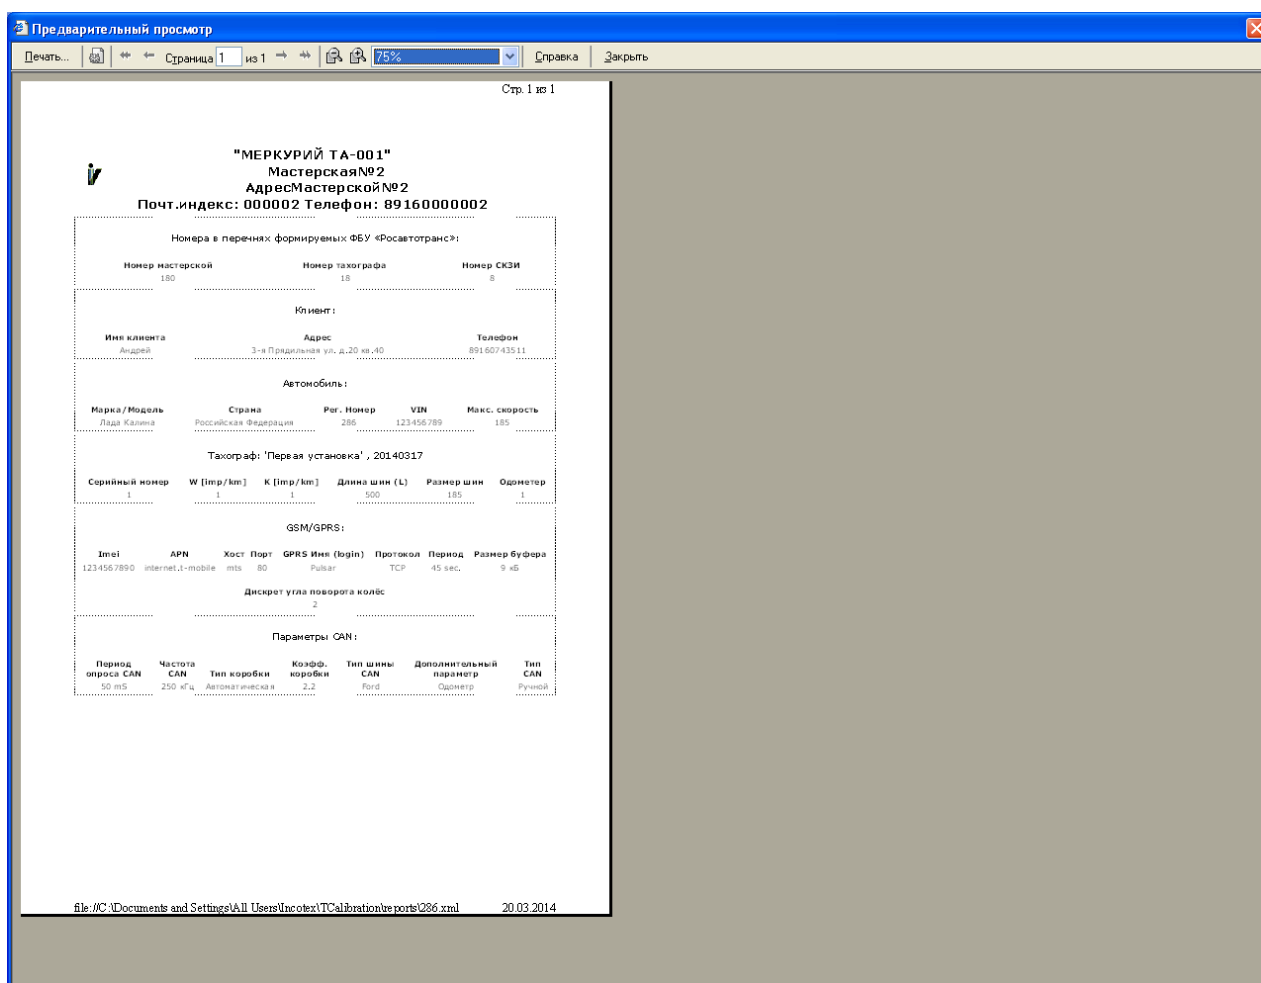 Предварительный просмотр
Печать... Страница 1 из 1 75% Справка Закрыть
Стр. 1 из 1
"МЕРКУРИЙ ТА-001"
Мастерская№2
АдресМастерской№2
Почт.индекс: 000002 Телефон: 89160000002
Номера в перечнях формируемых ФБУ «Росавтотранс»:
Номер мастерской Номер тахографа Номер СКЗИ
180 18 8
Клиент:
Имя клиента Адрес Телефон
Андрей 3-я Прядильная ул. д.20 кв.40 89160743511
Автомобиль:
Марка/Модель Страна Рег. Номер VIN Макс. скорость
Лада Калина Российская Федерация 286 123456789 185
Тахограф: 'Первая установка' , 20140317
Серийный номер W [imp/km] K [imp/km] Длина шин (L) Размер шин Одометер
1 1 1 500 185 1
GSM/GPRS:
Imei APN Хост Порт GPRS Имя (login) Протокол Период Размер буфера
1234567890 internet.t-mobile mts 80 Pulsar TCP 45 sec. 9 кБ
Дискрет угла поворота колёс
2
Параметры CAN:
Период Частота Коэфф. Тип шины Дополнительный Тип
опроса CAN CAN Тип коробки коробки CAN параметр CAN
50 mS 250 кГц Автоматическая 2.2 Ford Одометр Ручной
file://C:\Documents and Settings\All Users\Incotex\TCalibration\reports\286.xml 20.03.2014